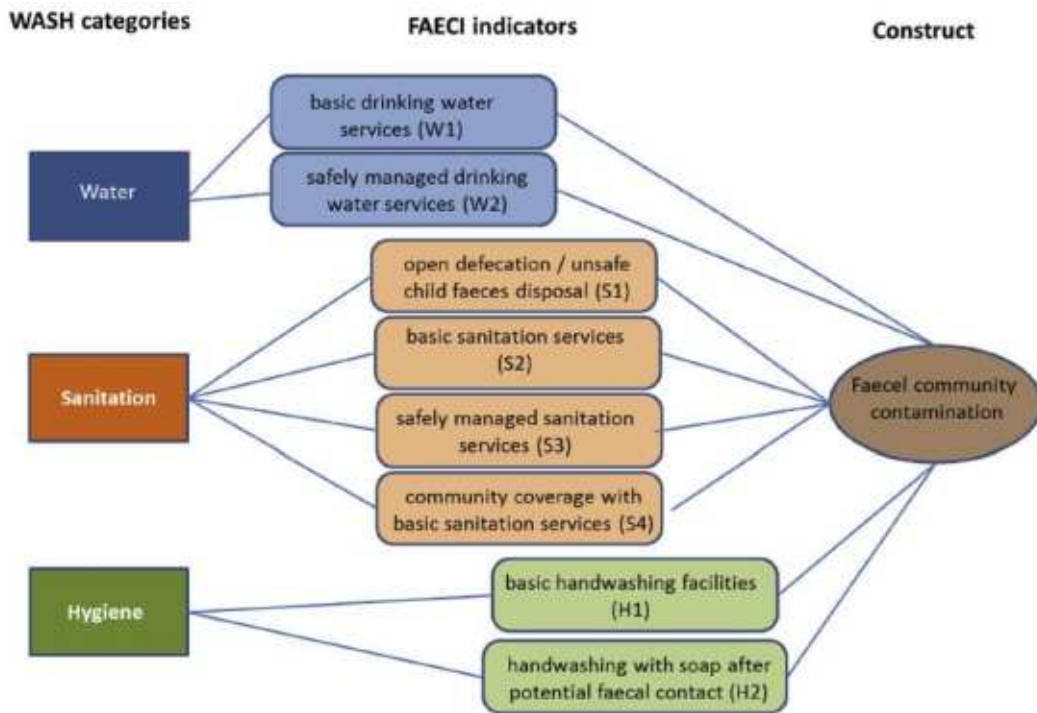 WASH categories
FAECI indicators
Construct
basic drinking water
services (W1)
Water
safely managed drinking
water services (W2)
open defecation / unsafe
child faeces disposal (S1)
basic sanitation services
(S2)
Sanitation
safely managed sanitation
services (S3)
community coverage with
basic sanitation services (S4)
Faecel community
contamination
Hygiene
basic handwashing facilities
(H1)
handwashing with soap after
potential faecal contact (H2)